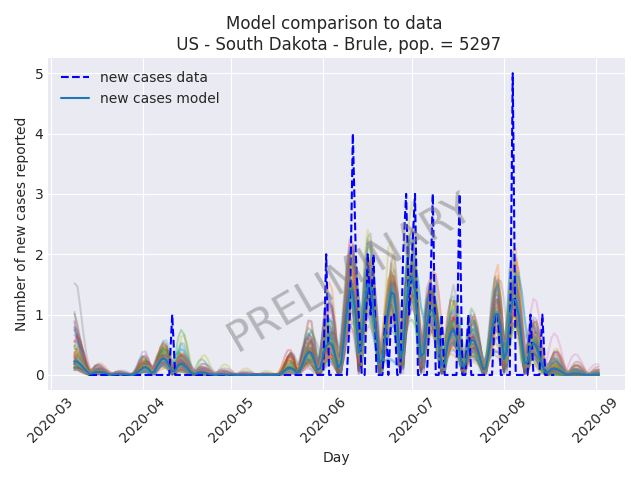 Model comparison to data
US - South Dakota - Brule, pop. = 5297
new cases data
new cases model
Number of new cases reported
5
4
3
2
1
0
PRELIMINARY
2020-03
2020-04
2020-05
2020-06
2020-07
2020-08
2020-09
Day